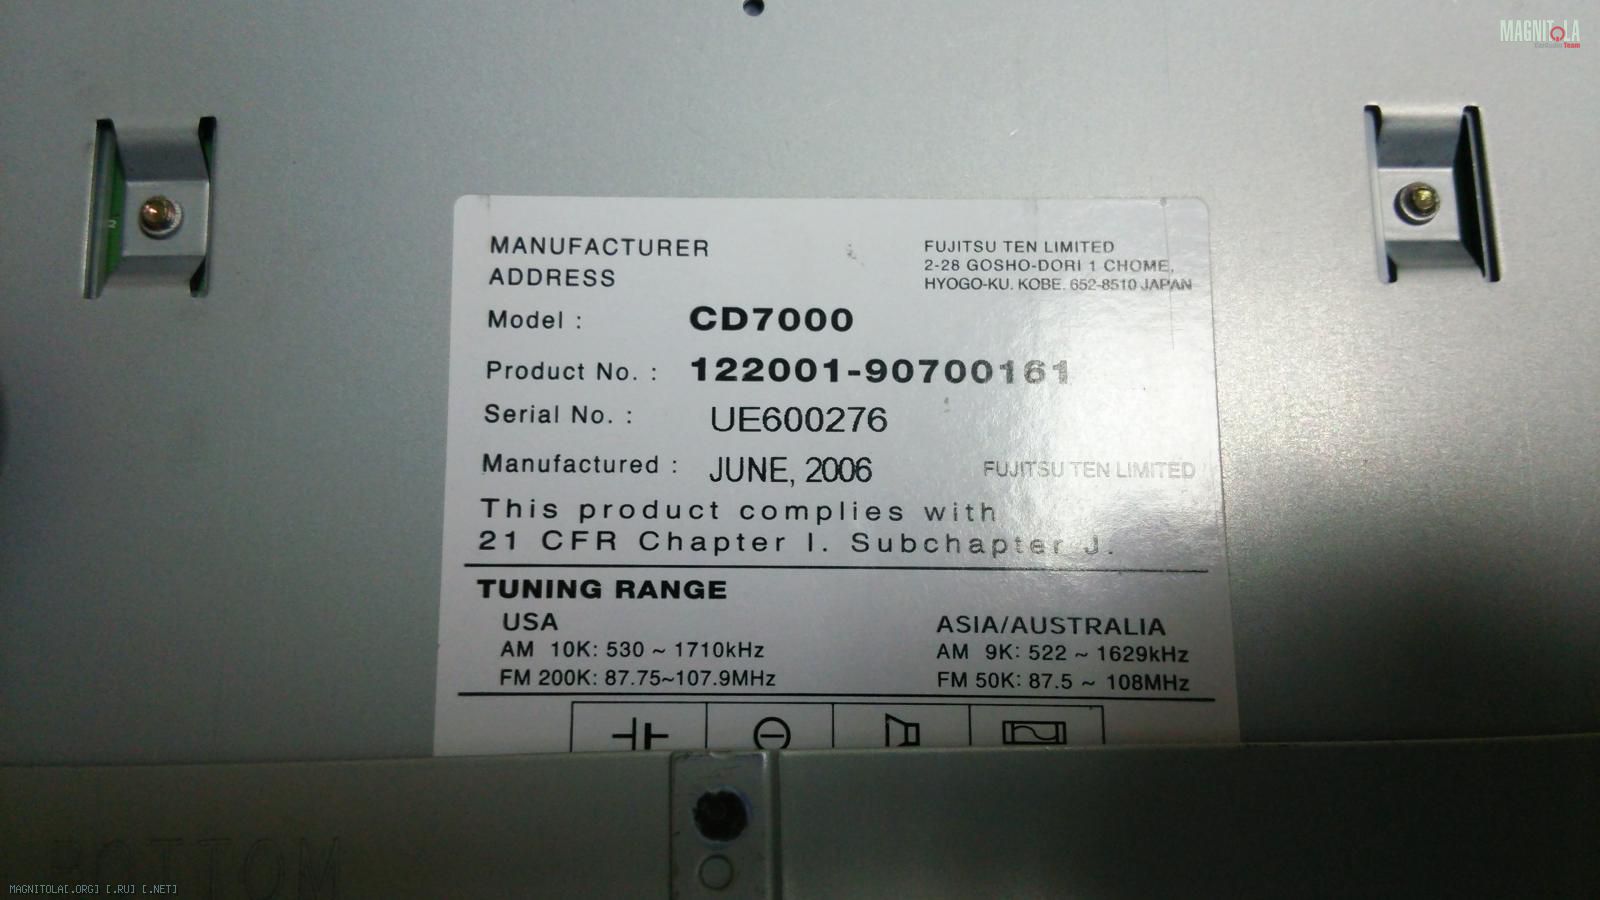 MAGNITOLA
CarAudio Team
MANUFACTURER
ADDRESS
FUJITSU TEN LIMITED
2-28 GOSHO-DORI 1 CHOME,
HYOGO-KU. KOBE. 652-8510 JAPAN
Model : CD7000
Product No. : 122001-90700161
Serial No. : UE600276
Manufactured : JUNE, 2006 FUJITSU TEN LIMITED
This product complies with
21 CFR Chapter I. Subchapter J.
TUNING RANGE
USA
AM 10K: 530 ~ 1710kHz
FM 200K: 87.75~107.9MHz
ASIA/AUSTRALIA
AM 9K: 522 ~ 1629kHz
FM 50K: 87.5 ~ 108MHz
BOTTOM
MAGNITOLA[.ORG] [.RU] [.NET]